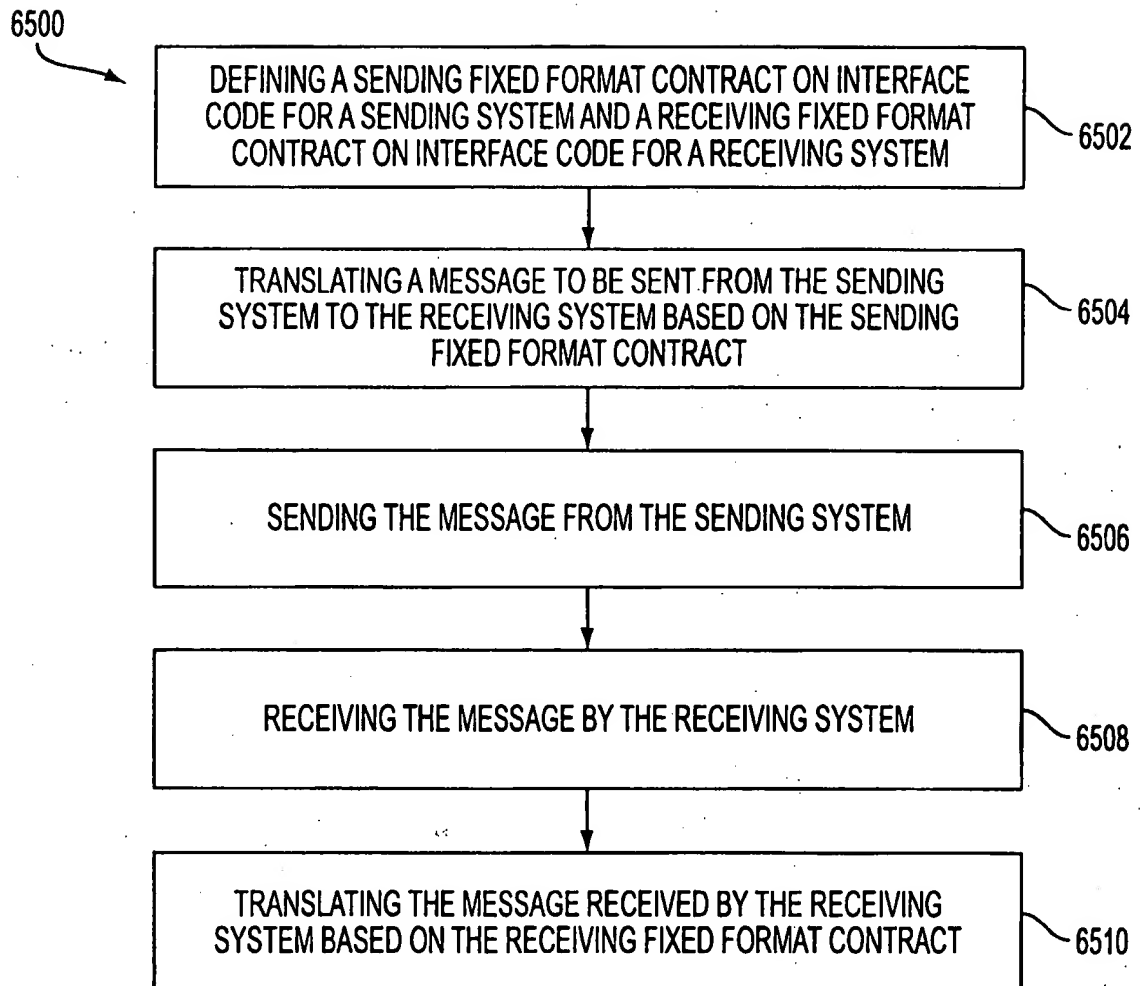 6500
DEFINING A SENDING FIXED FORMAT CONTRACT ON INTERFACE
CODE FOR A SENDING SYSTEM AND A RECEIVING FIXED FORMAT
CONTRACT ON INTERFACE CODE FOR A RECEIVING SYSTEM
6502
TRANSLATING A MESSAGE TO BE SENT FROM THE SENDING
SYSTEM TO THE RECEIVING SYSTEM BASED ON THE SENDING
FIXED FORMAT CONTRACT
6504
SENDING THE MESSAGE FROM THE SENDING SYSTEM
6506
RECEIVING THE MESSAGE BY THE RECEIVING SYSTEM
6508
TRANSLATING THE MESSAGE RECEIVED BY THE RECEIVING
SYSTEM BASED ON THE RECEIVING FIXED FORMAT CONTRACT
6510